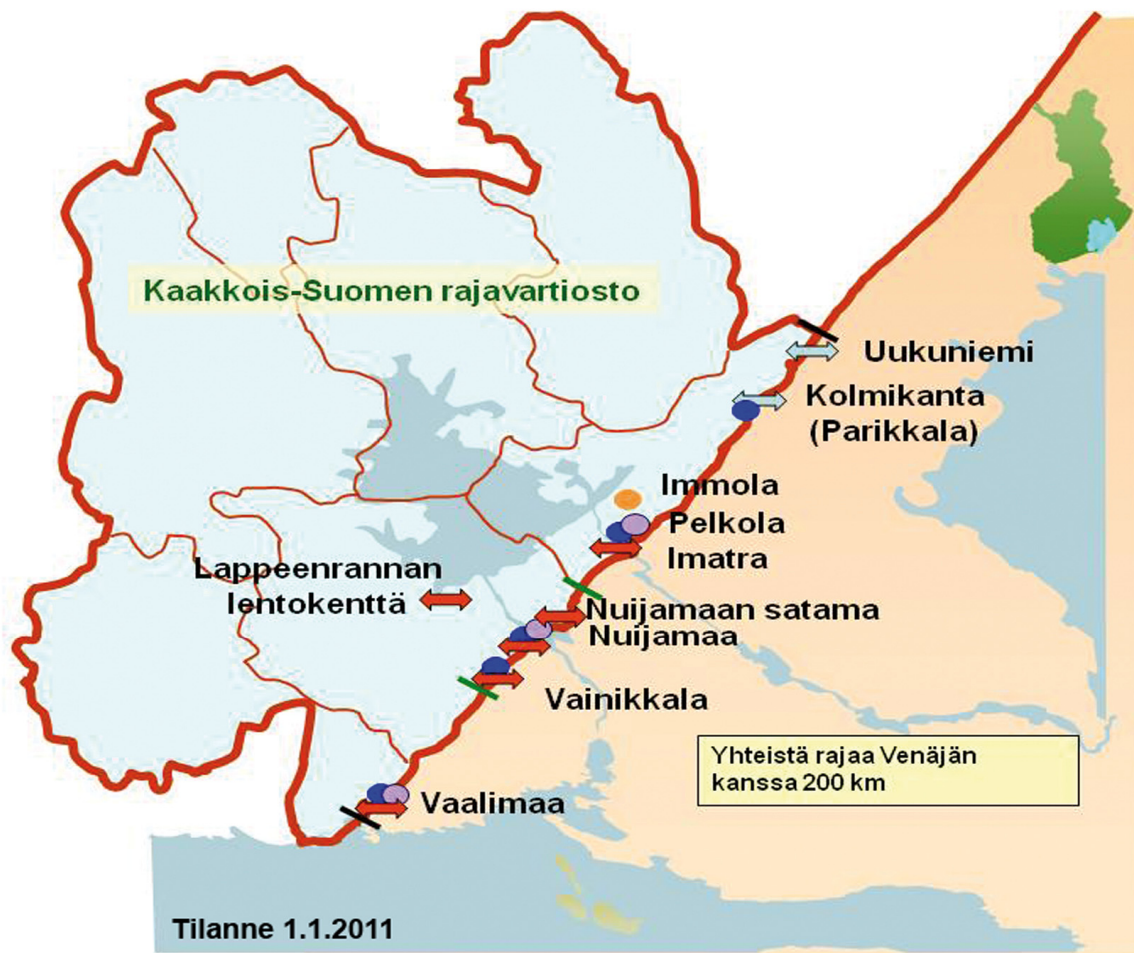 Kaakkois-Suomen rajavartiosto
Uukuniemi
Kolmikanta
(Parikkala)
Immola
Pelkola
Imatra
Lappeenrannan
lentokenttä
Nuijamaan satama
Nuijamaa
Vainikkala
Yhteistä rajaa Venäjän
kanssa 200 km
Vaalimaa
Tilanne 1.1.2011